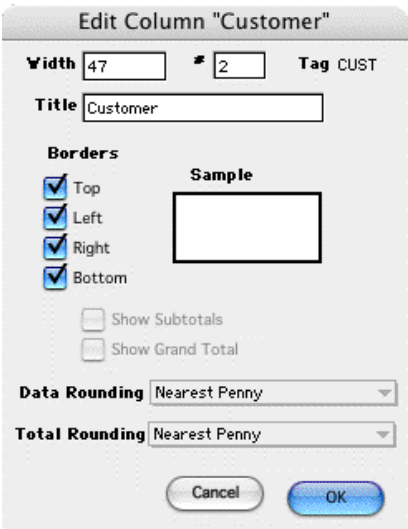 Edit Column "Customer"
Width 47 # 2 Tag CUST
Title Customer
Borders
Sample
Top
Left
Right
Bottom
Show Subtotals
Show Grand Total
Data Rounding Nearest Penny
Total Rounding Nearest Penny
Cancel OK